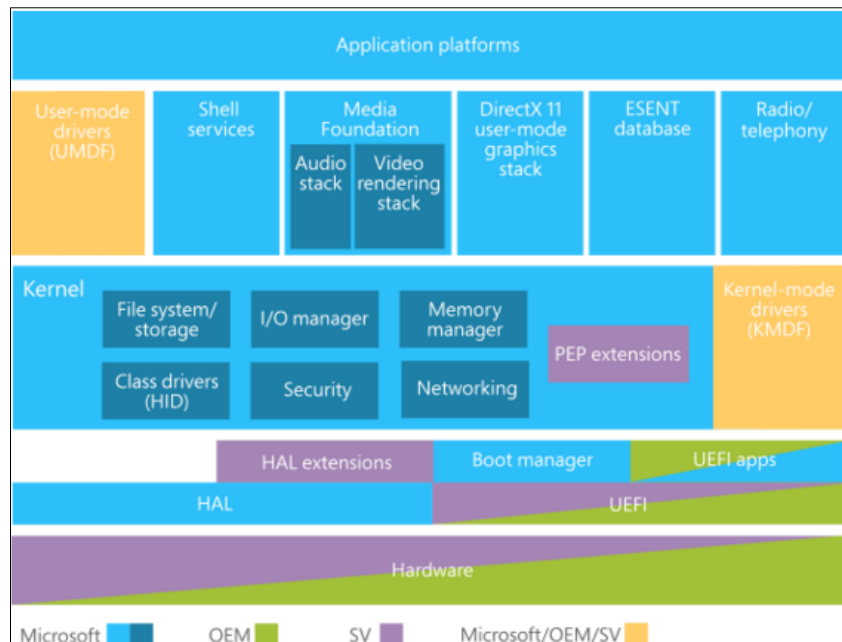 Application platforms
User-mode
drivers
(UMDF)
Shell
services
Media
Foundation
Audio
stack
Video
rendering
stack
DirectX 11
user-mode
graphics
stack
ESENT
database
Radio/
telephony
Kernel
File system/
storage
I/O manager
Memory
manager
Class drivers
(HID)
Security
Networking
PEP extensions
Kernel-mode
drivers
(KMDF)
HAL extensions
Boot manager
UEFI apps
HAL
UEFI
Hardware
Microsoft
OEM
SV
Microsoft/OEM/SV